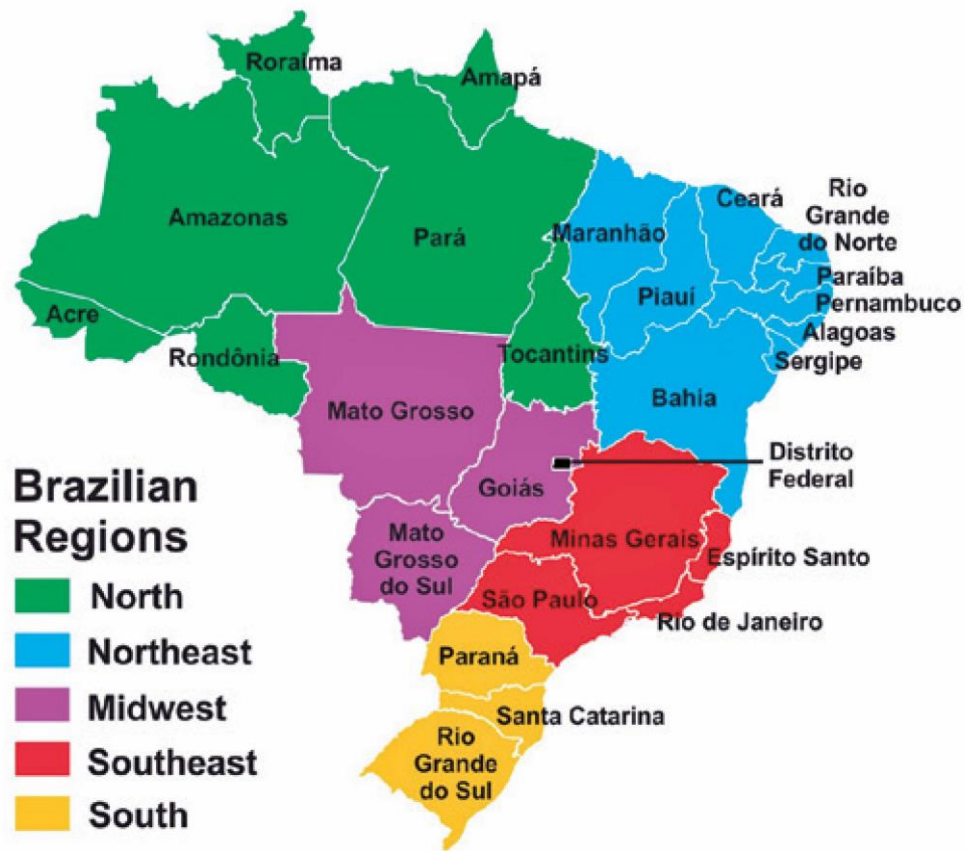 Roraima
Amapá
Amazonas
Pará
Maranhão
Ceará
Rio
Grande
do Norte
Piauí
Paraíba
Pernambuco
Alagoas
Sergipe
Acre
Rondônia
Tocantins
Bahia
Mato Grosso
Distrito
Federal
Goiás
Mato
Grosso
do Sul
Minas Gerais
Espírito Santo
São Paulo
Rio de Janeiro
Paraná
Santa Catarina
Rio
Grande
do Sul
Brazilian
Regions
North
Northeast
Midwest
Southeast
South